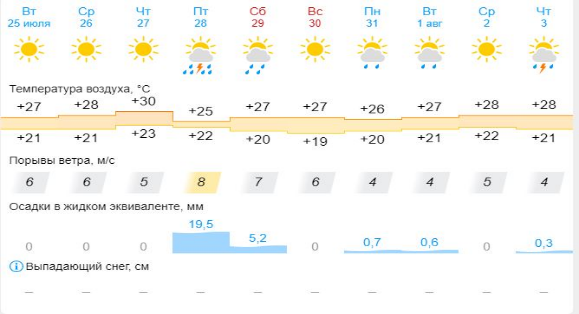 Вт Ср Чт Пт Сб Вс Пн Вт Ср Чт
25 июля 26 27 28 29 30 31 1 авг 2 3
Температура воздуха, °C
+27 +28 +30 +25 +27 +27 +26 +27 +28 +28
+21 +21 +23 +22 +20 +19 +20 +21 +22 +21
Порывы ветра, м/с
6 6 5 8 7 6 4 4 5 4
Осадки в жидком эквиваленте, мм
0 0 0 19,5 5,2 0 0,7 0,6 0 0,3
Выпадающий снег, см
— — — — — — — — — —